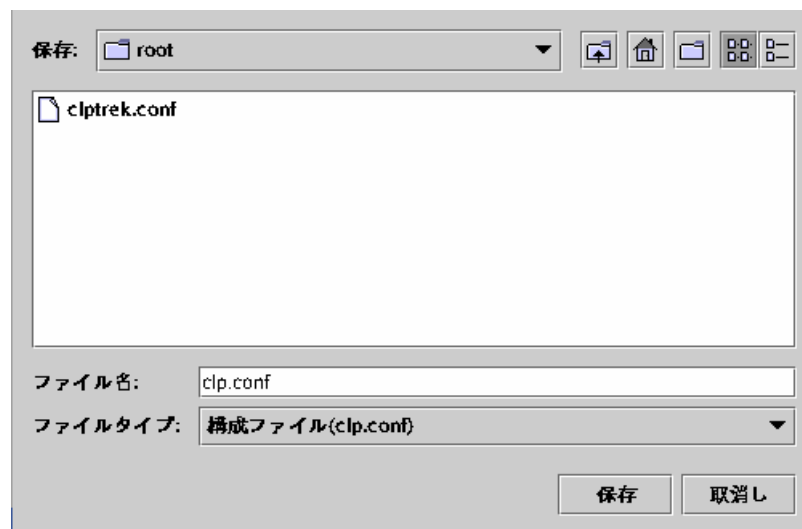 保存: root
clptrek.conf
ファイル名: clp.conf
ファイルタイプ: 構成ファイル(clp.conf)
保存 取消し